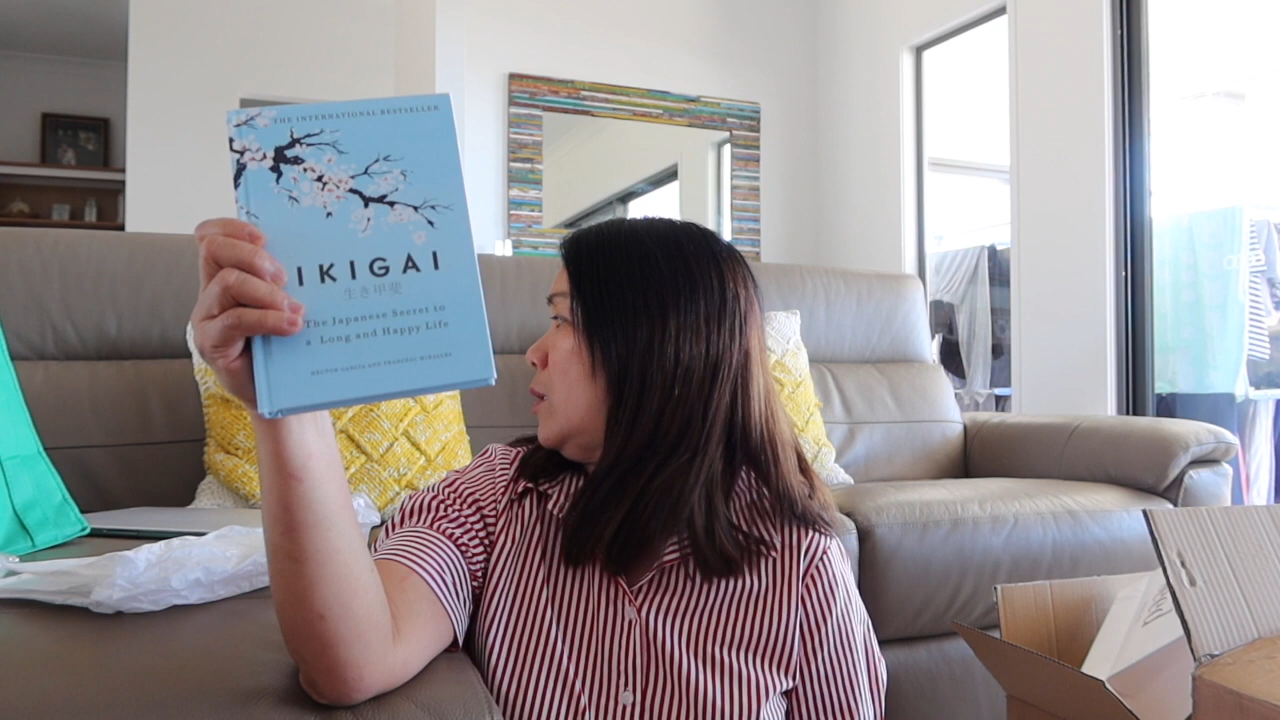 THE INTERNATIONAL BESTSELLER
IKIGAI
生き甲斐
The Japanese Secret to
a Long and Happy Life
HÉCTOR GARCÍA AND FRANCESC MIRALLES